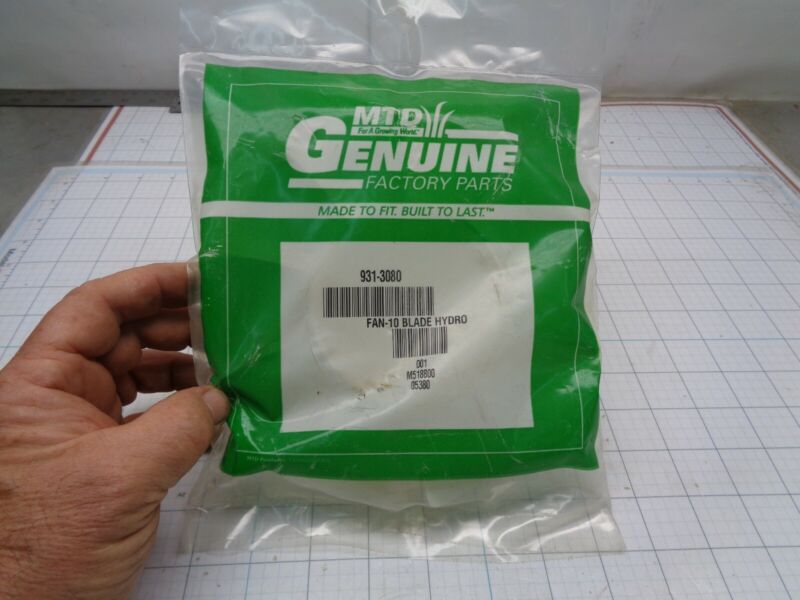 MTD
For A Growing World.™
GENUINE
FACTORY PARTS
MADE TO FIT. BUILT TO LAST.™
931-3080
FAN-10 BLADE HYDRO
001
M518800
05380